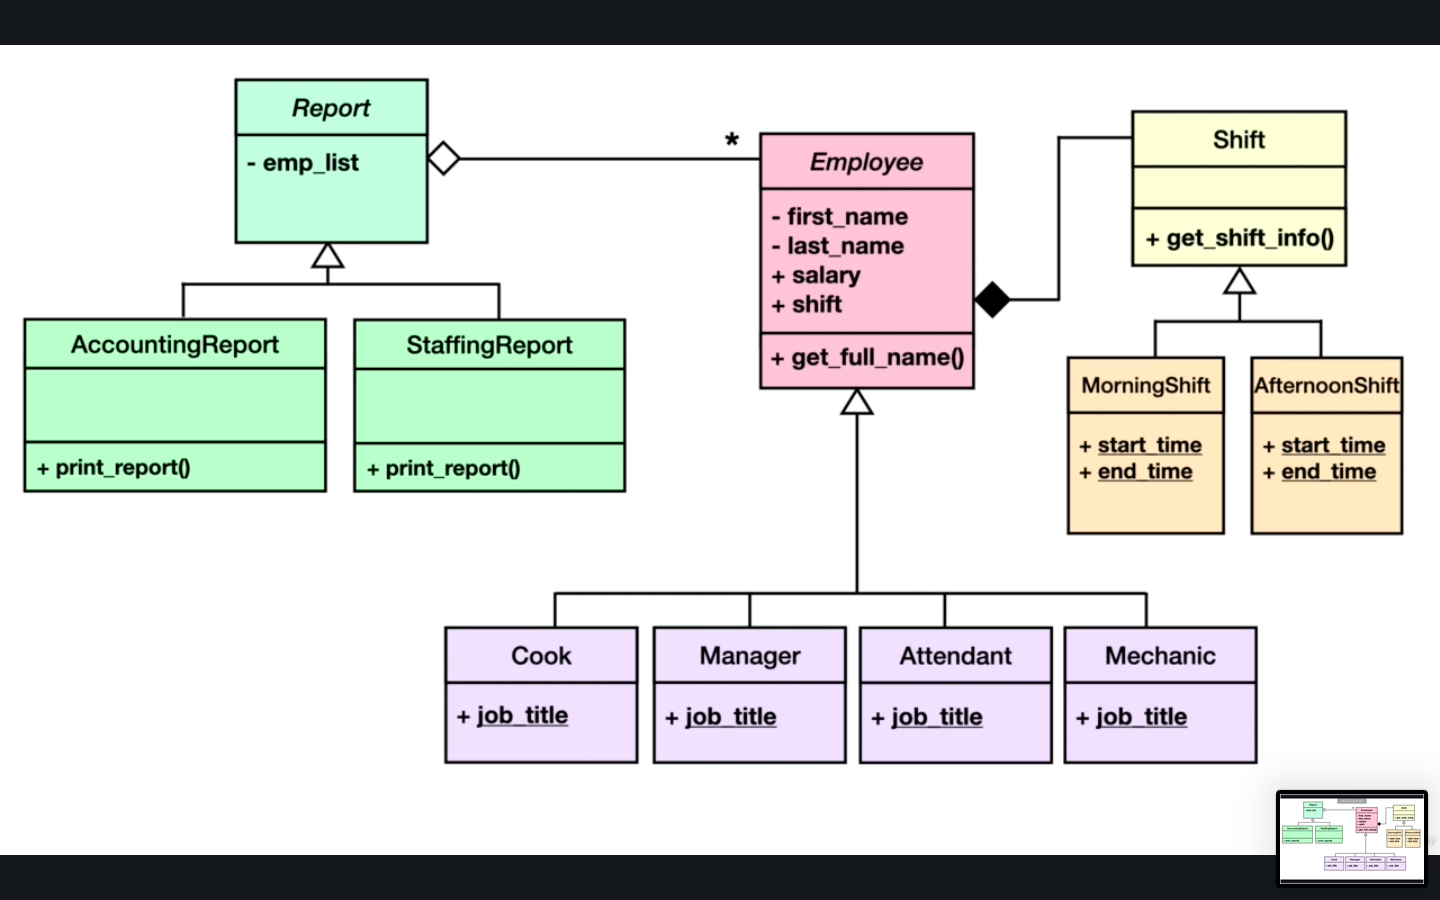 Report
- emp_list
*
Employee
- first_name
- last_name
+ salary
+ shift
+ get_full_name()
Shift
+ get_shift_info()
AccountingReport
+ print_report()
StaffingReport
+ print_report()
MorningShift
+ start_time
+ end_time
AfternoonShift
+ start_time
+ end_time
Cook
+ job_title
Manager
+ job_title
Attendant
+ job_title
Mechanic
+ job_title